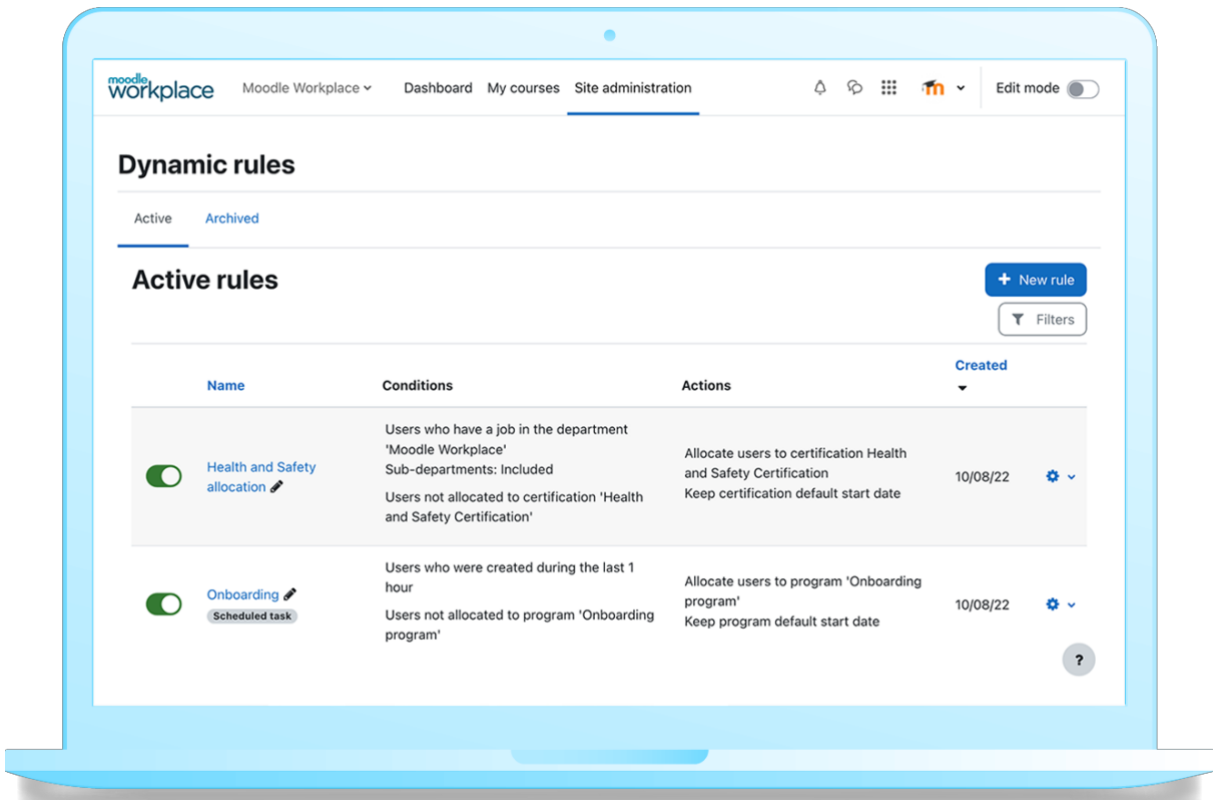 moodle
workplace
Moodle Workplace
Dashboard
My courses
Site administration
Edit mode
Dynamic rules
Active
Archived
Active rules
+ New rule
Filters
Name
Conditions
Actions
Created
Health and Safety
allocation
Users who have a job in the department
'Moodle Workplace'
Sub-departments: Included
Users not allocated to certification 'Health
and Safety Certification'
Allocate users to certification Health
and Safety Certification
Keep certification default start date
10/08/22
Onboarding
Scheduled task
Users who were created during the last 1
hour
Users not allocated to program 'Onboarding
program'
Allocate users to program 'Onboarding
program'
Keep program default start date
10/08/22
?